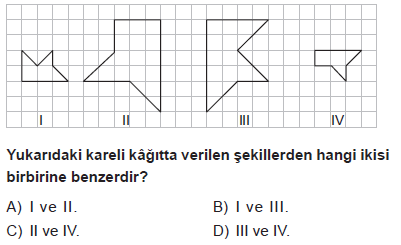 I II III IV
Yukarıdaki kareli kâğıtta verilen şekillerden hangi ikisi
birbirine benzerdir?
A) I ve II. B) I ve III.
C) II ve IV. D) III ve IV.